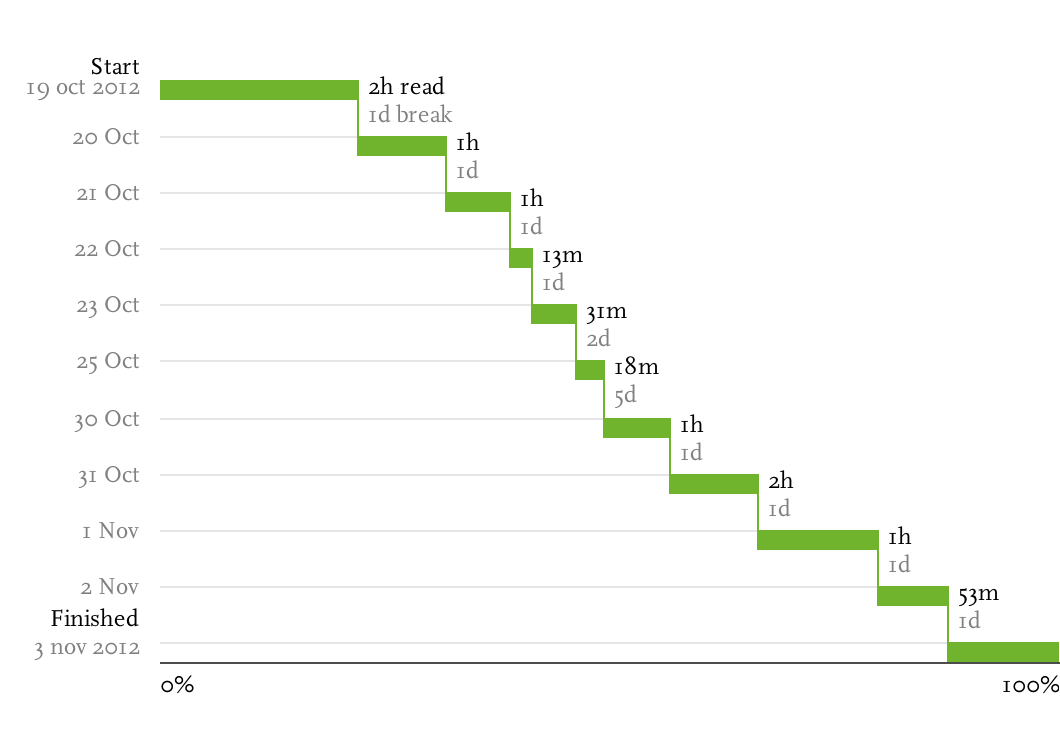 Start
19 oct 2012
2h read
1d break
20 Oct
1h
1d
21 Oct
1h
1d
22 Oct
13m
1d
23 Oct
31m
2d
25 Oct
18m
5d
30 Oct
1h
1d
31 Oct
2h
1d
1 Nov
1h
1d
2 Nov
53m
1d
Finished
3 nov 2012
0%
100%